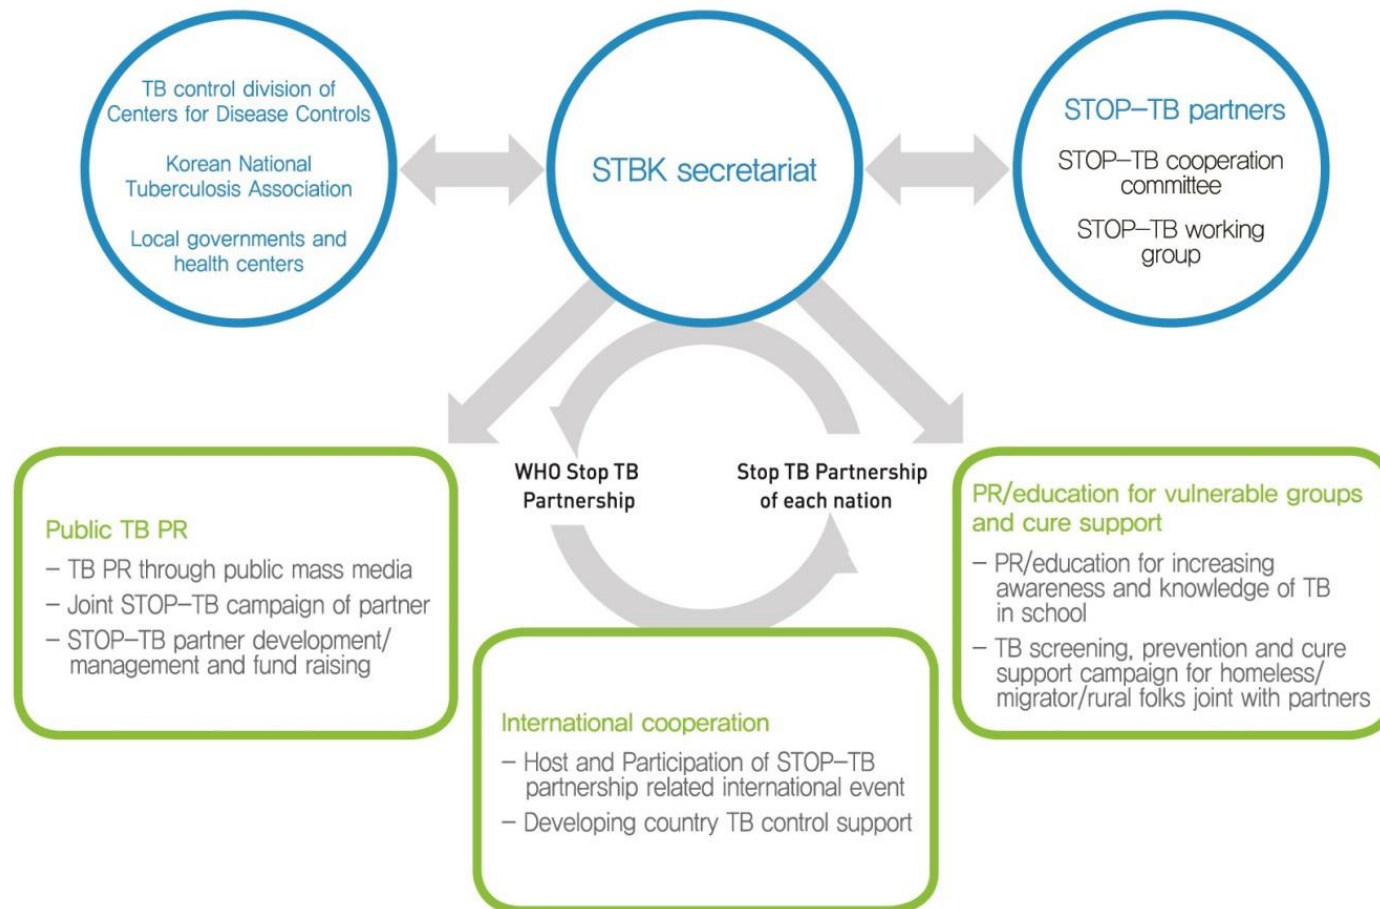 TB control division of
Centers for Disease Controls
Korean National
Tuberculosis Association
Local governments and
health centers
STBK secretariat
STOP-TB partners
STOP-TB cooperation
committee
STOP-TB working
group
WHO Stop TB
Partnership
Stop TB Partnership
of each nation
Public TB PR
– TB PR through public mass media
– Joint STOP-TB campaign of partner
– STOP-TB partner development/
management and fund raising
International cooperation
– Host and Participation of STOP-TB
partnership related international event
– Developing country TB control support
PR/education for vulnerable groups
and cure support
– PR/education for increasing
awareness and knowledge of TB
in school
– TB screening, prevention and cure
support campaign for homeless/
migrator/rural folks joint with partners